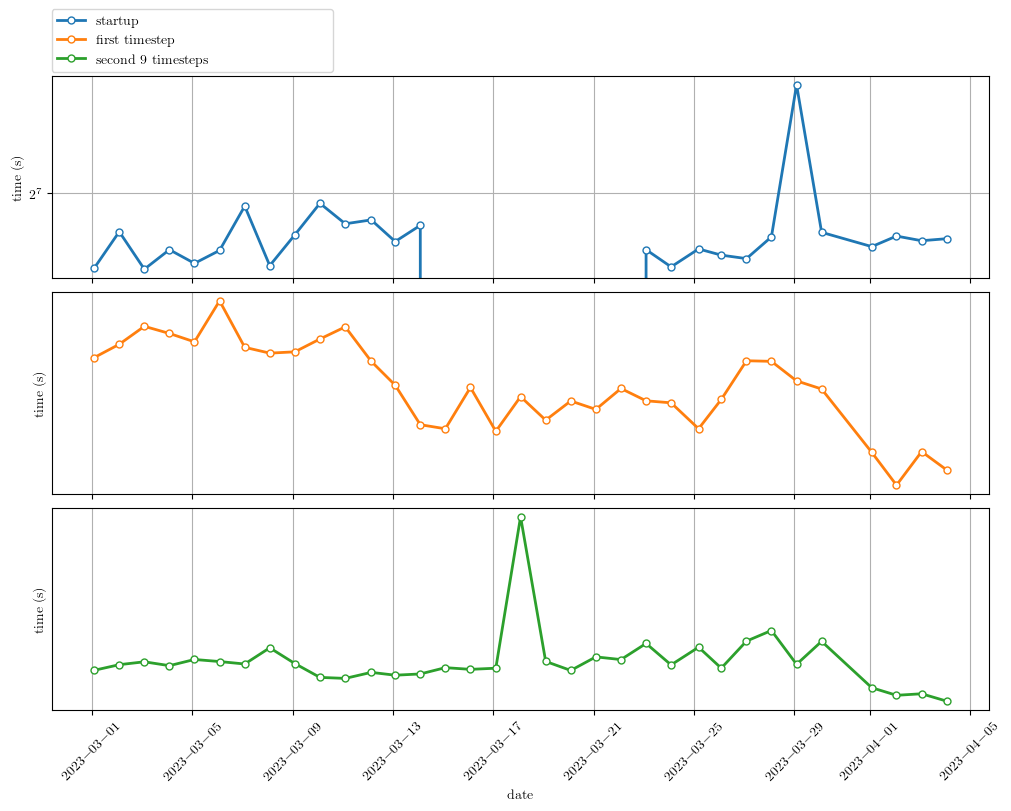 startup
first timestep
second 9 timesteps
time (s)
2^7
time (s)
time (s)
2023−03−01
2023−03−05
2023−03−09
2023−03−13
2023−03−17
2023−03−21
2023−03−25
2023−03−29
2023−04−01
2023−04−05
date